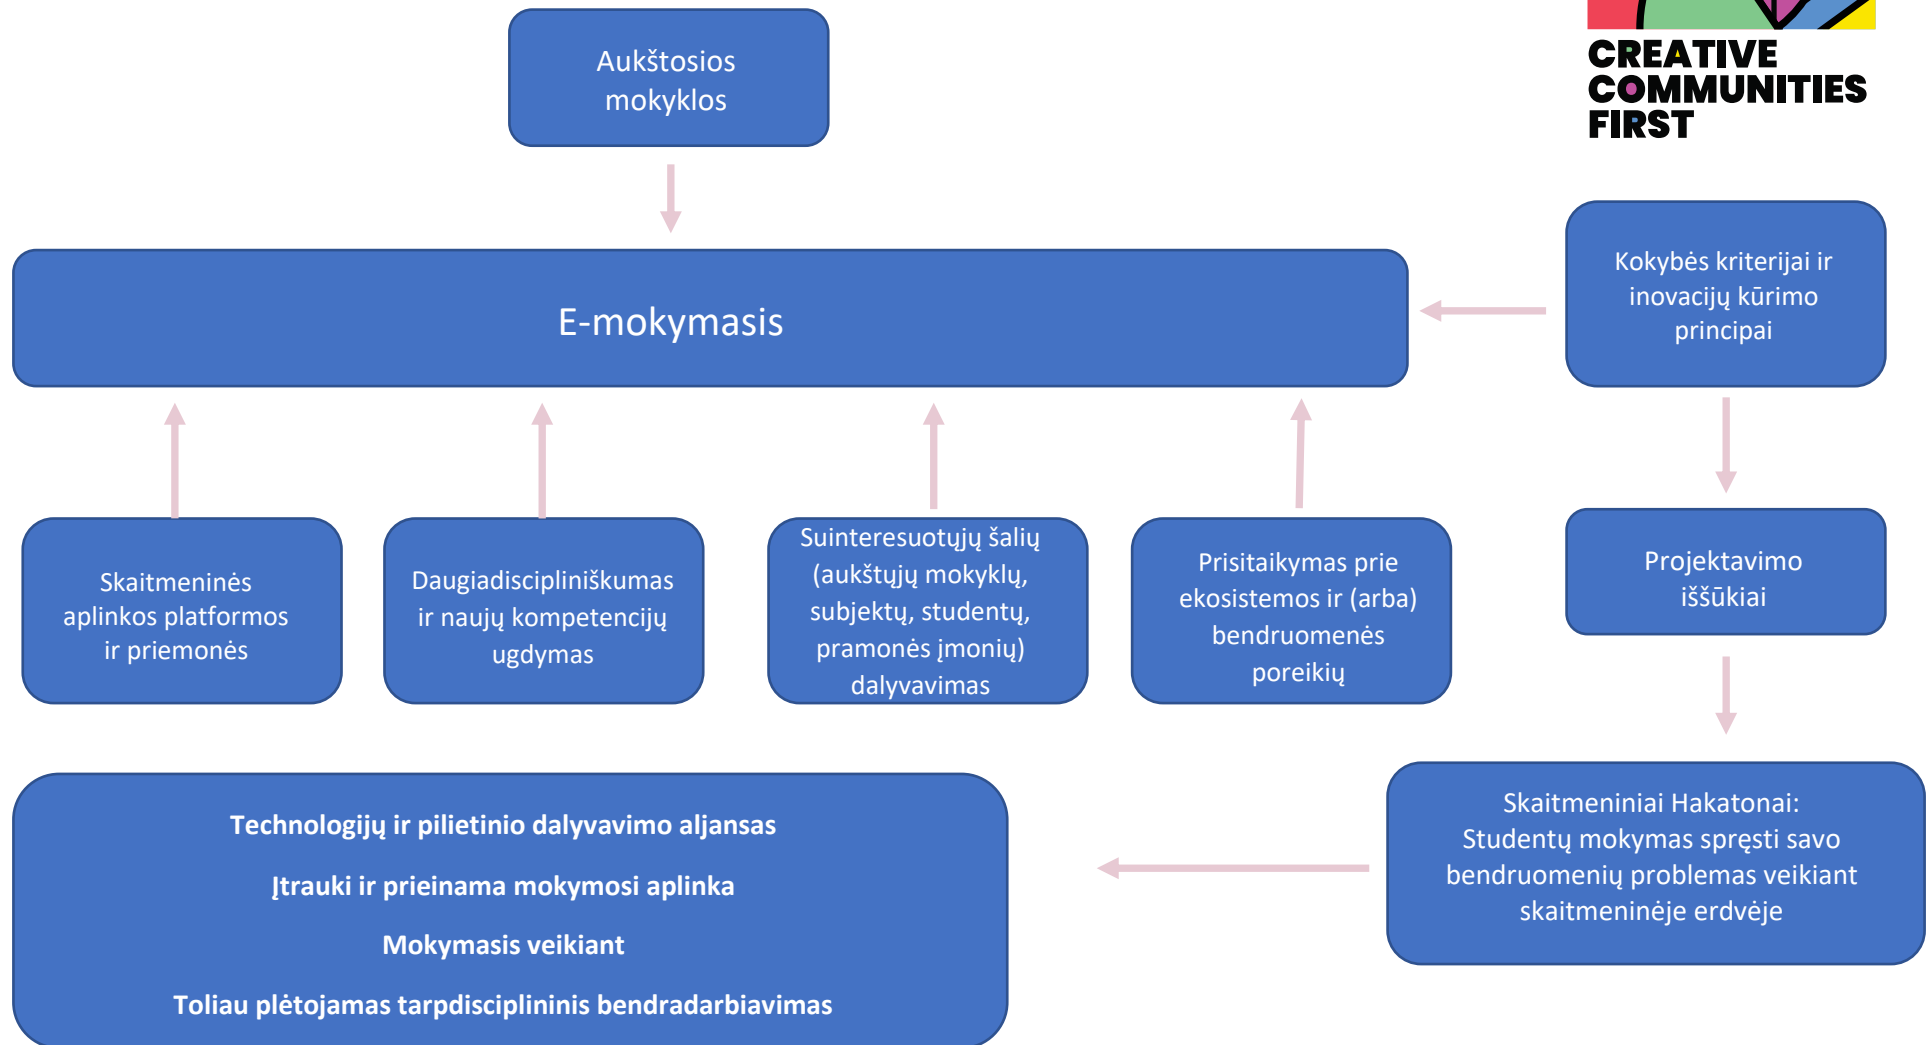 Aukštosios
mokyklos
CREATIVE
COMMUNITIES
FIRST
E-mokymasis
Kokybės kriterijai ir
inovacijų kūrimo
principai
Skaitmeninės
aplinkos platformos
ir priemonės
Daugiadiscipliniškumas
ir naujų kompetencijų
ugdymas
Suinteresuotųjų šalių
(aukštųjų mokyklų,
subjektų, studentų,
pramonės įmonių)
dalyvavimas
Prisitaikymas prie
ekosistemos ir (arba)
bendruomenės
poreikių
Projektavimo
iššūkiai
Technologijų ir pilietinio dalyvavimo aljansas
Įtrauki ir prieinama mokymosi aplinka
Mokymasis veikiant
Toliau plėtojamas tarpdisciplininis bendradarbiavimas
Skaitmeniniai Hakatonai:
Studentų mokymas spręsti savo
bendruomenių problemas veikiant
skaitmeninėje erdvėje